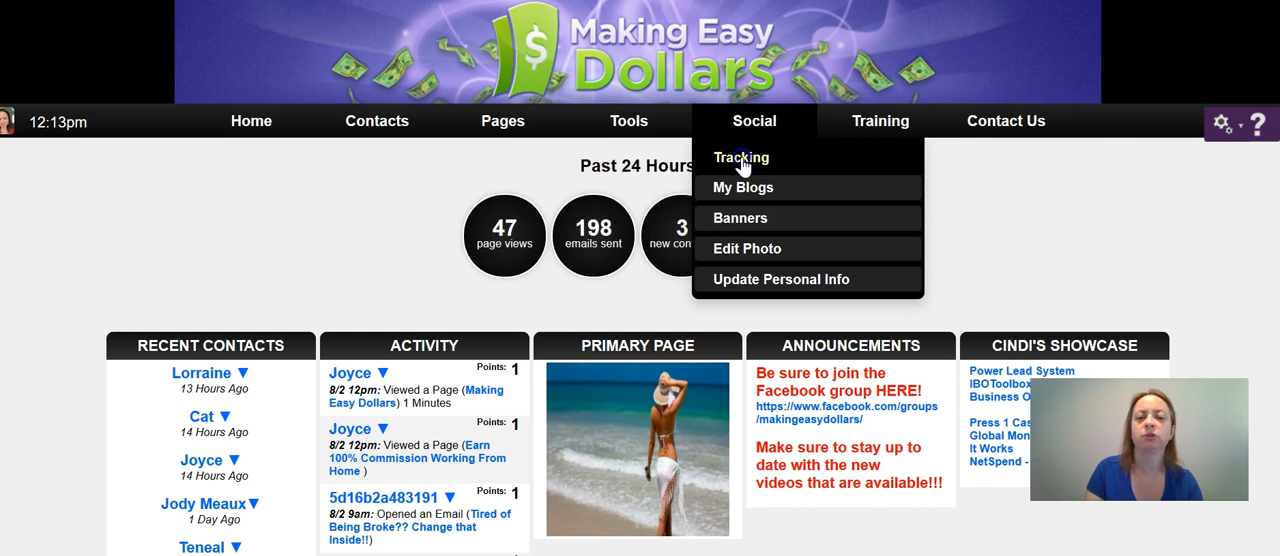 $ Making Easy
Dollars
12:13pm
Home
Contacts
Pages
Tools
Social
Training
Contact Us
?
Past 24 Hours
Tracking
My Blogs
Banners
Edit Photo
Update Personal Info
47
page views
198
emails sent
3
new con
RECENT CONTACTS
Lorraine ▼
13 Hours Ago
Cat ▼
14 Hours Ago
Joyce ▼
14 Hours Ago
Jody Meaux▼
1 Day Ago
Teneal ▼
ACTIVITY
Joyce ▼ Points: 1
8/2 12pm: Viewed a Page (Making
Easy Dollars) 1 Minutes
Joyce ▼ Points: 1
8/2 12pm: Viewed a Page (Earn
100% Commission Working From
Home )
5d16b2a483191 ▼ Points: 1
8/2 9am: Opened an Email (Tired of
Being Broke?? Change that
Inside!!)
PRIMARY PAGE
ANNOUNCEMENTS
Be sure to join the
Facebook group HERE!
https://www.facebook.com/groups
/makingeasydollars/
Make sure to stay up to
date with the new
videos that are available!!!
CINDI'S SHOWCASE
Power Lead System
IBOToolbox
Business O
Press 1 Cas
Global Mon
It Works
NetSpend -